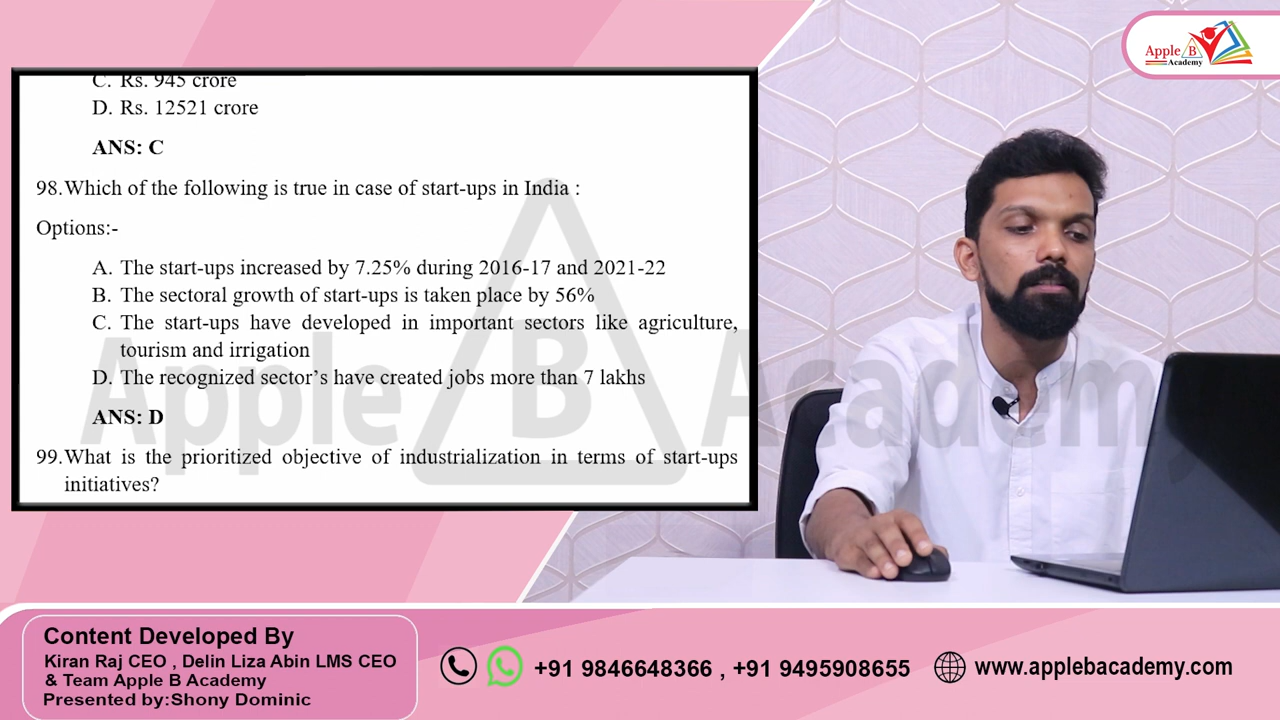 C. Rs. 945 crore
D. Rs. 12521 crore
ANS: C
98.Which of the following is true in case of start-ups in India :
Options:-
A. The start-ups increased by 7.25% during 2016-17 and 2021-22
B. The sectoral growth of start-ups is taken place by 56%
C. The start-ups have developed in important sectors like agriculture,
tourism and irrigation
D. The recognized sector’s have created jobs more than 7 lakhs
ANS: D
99.What is the prioritized objective of industrialization in terms of start-ups
initiatives?
Apple B Academy
Apple B
Academy
Content Developed By
Kiran Raj CEO , Delin Liza Abin LMS CEO
& Team Apple B Academy
Presented by:Shony Dominic
+91 9846648366 , +91 9495908655
www.applebacademy.com